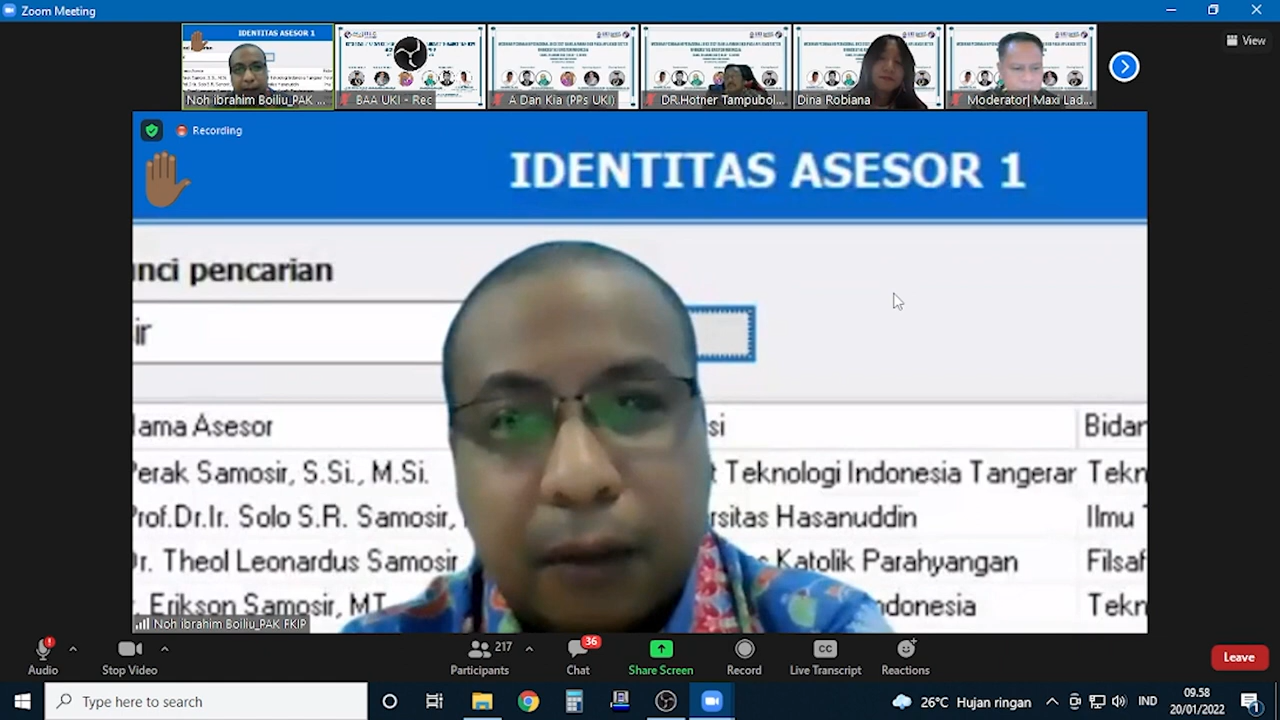 Zoom Meeting
IDENTITAS ASESOR 1
Noh ibrahim Boiliu_PAK ...
BAA UKI - Rec
A Dan Kia (PPs UKI)
DR.Hotner Tampubol...
Dina Robiana
Moderator| Maxi Lad...
View
Recording
IDENTITAS ASESOR 1
unci pencarian
ir
Nama Asesor
si
Bidan
Perak Samosir, S.Si., M.Si.
t Teknologi Indonesia Tangeran
Tekn
Prof.Dr.Ir. Solo S.R. Samosir,
rsitas Hasanuddin
Ilmu T
Dr. Theol Leonardus Samosir
s Katolik Parahyangan
Filsaf
. Erikson Samosir, MT
ndonesia
Tekn
Noh ibrahim Boiliu_PAK FKIP
Audio
Stop Video
Participants
217
Chat
36
Share Screen
Record
CC
Live Transcript
Reactions
Leave
Type here to search
26°C Hujan ringan
IND
09.58
20/01/2022
1